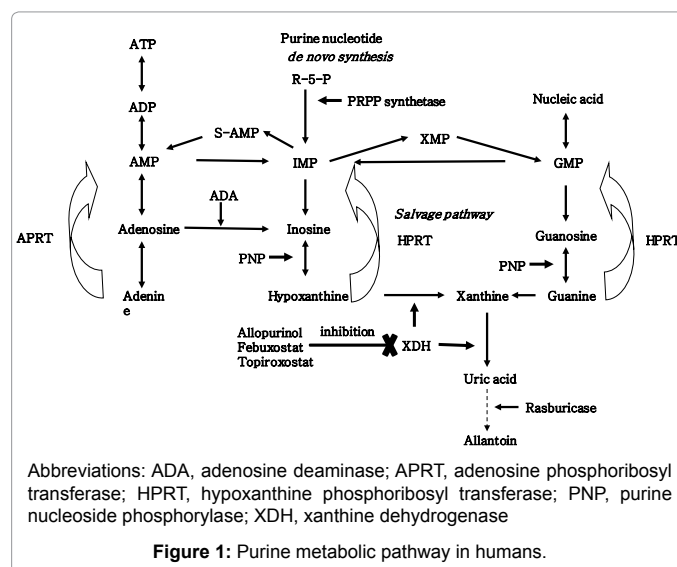 ATP
Purine nucleotide
de novo synthesis
R-5-P
PRPP synthetase
ADP
Nucleic acid
S-AMP
XMP
AMP
IMP
GMP
ADA
Salvage pathway
APRT
Adenosine
Inosine
HPRT
Guanosine
HPRT
PNP
PNP
Adenin
e
Hypoxanthine
Xanthine
Guanine
Allopurinol
Febuxostat
Topiroxostat
inhibition
XDH
Uric acid
Rasburicase
Allantoin
Abbreviations: ADA, adenosine deaminase; APRT, adenosine phosphoribosyl
transferase; HPRT, hypoxanthine phosphoribosyl transferase; PNP, purine
nucleoside phosphorylase; XDH, xanthine dehydrogenase
Figure 1: Purine metabolic pathway in humans.